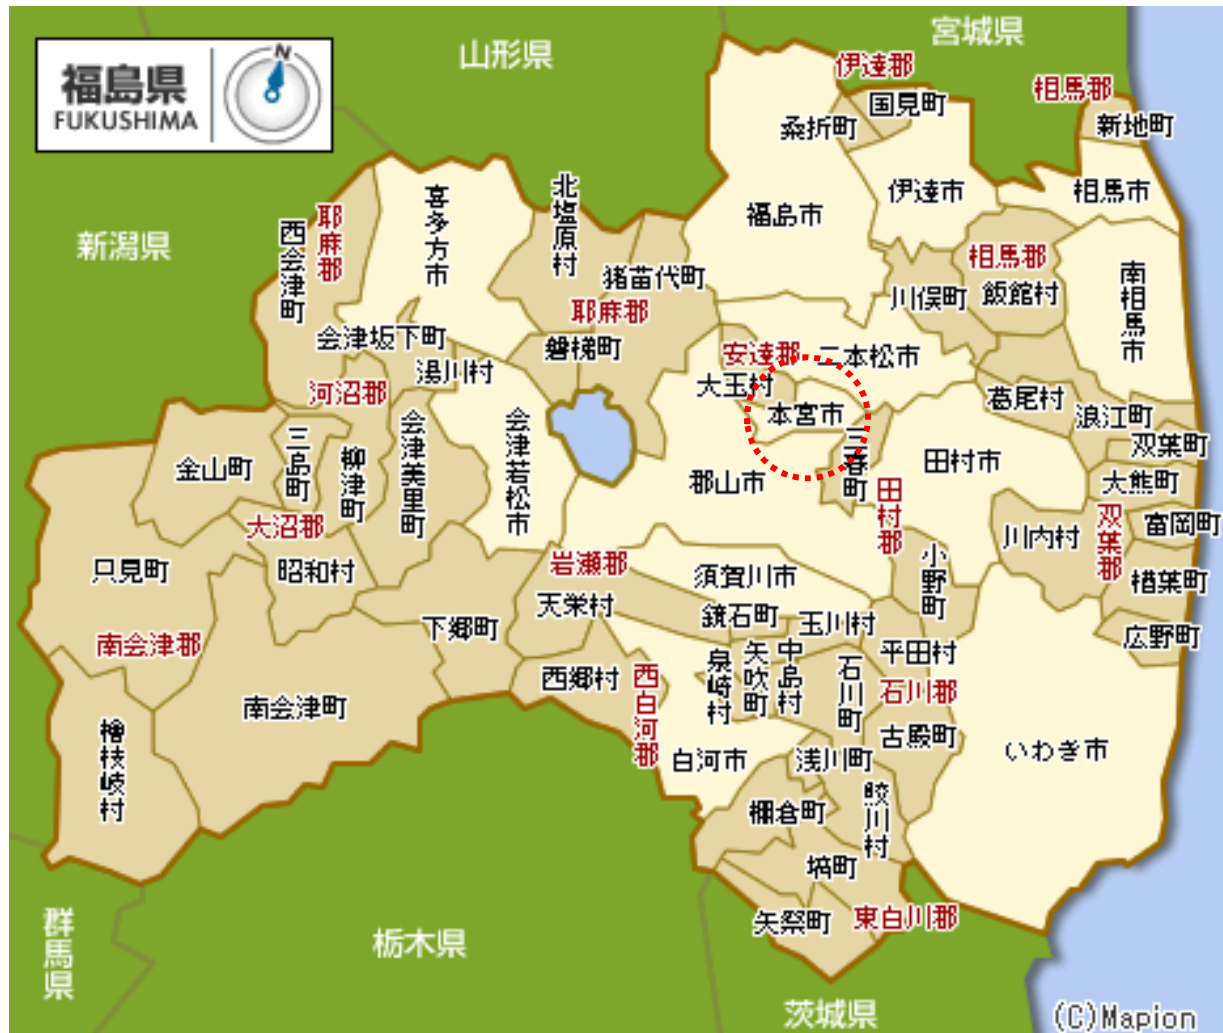 福島県
FUKUSHIMA
N
山形県
宮城県
新潟県
群馬県
栃木県
茨城県
伊達郡
国見町
桑折町
相馬郡
新地町
伊達市
相馬市
福島市
喜多方市
北塩原村
耶麻郡
西会津町
猪苗代町
耶麻郡
相馬郡
飯館村
川俣町
南相馬市
会津坂下町
磐梯町
湯川村
安達郡
二本松市
大玉村
本宮市
河沼郡
葛尾村
浪江町
双葉町
三春町
田村市
大熊町
金山町
三島町
柳津町
会津美里町
会津若松市
郡山市
田村郡
双葉郡
富岡町
川内村
大沼郡
只見町
昭和村
岩瀬郡
須賀川市
小野町
楢葉町
天栄村
鏡石町
玉川村
下郷町
広野町
南会津郡
平田村
西郷村
西白河郡
泉崎村
矢吹町
中島村
石川町
石川郡
南会津町
古殿町
檜枝岐村
白河市
浅川町
いわき市
棚倉町
鮫川村
塙町
矢祭町
東白川郡
(C)Mapion